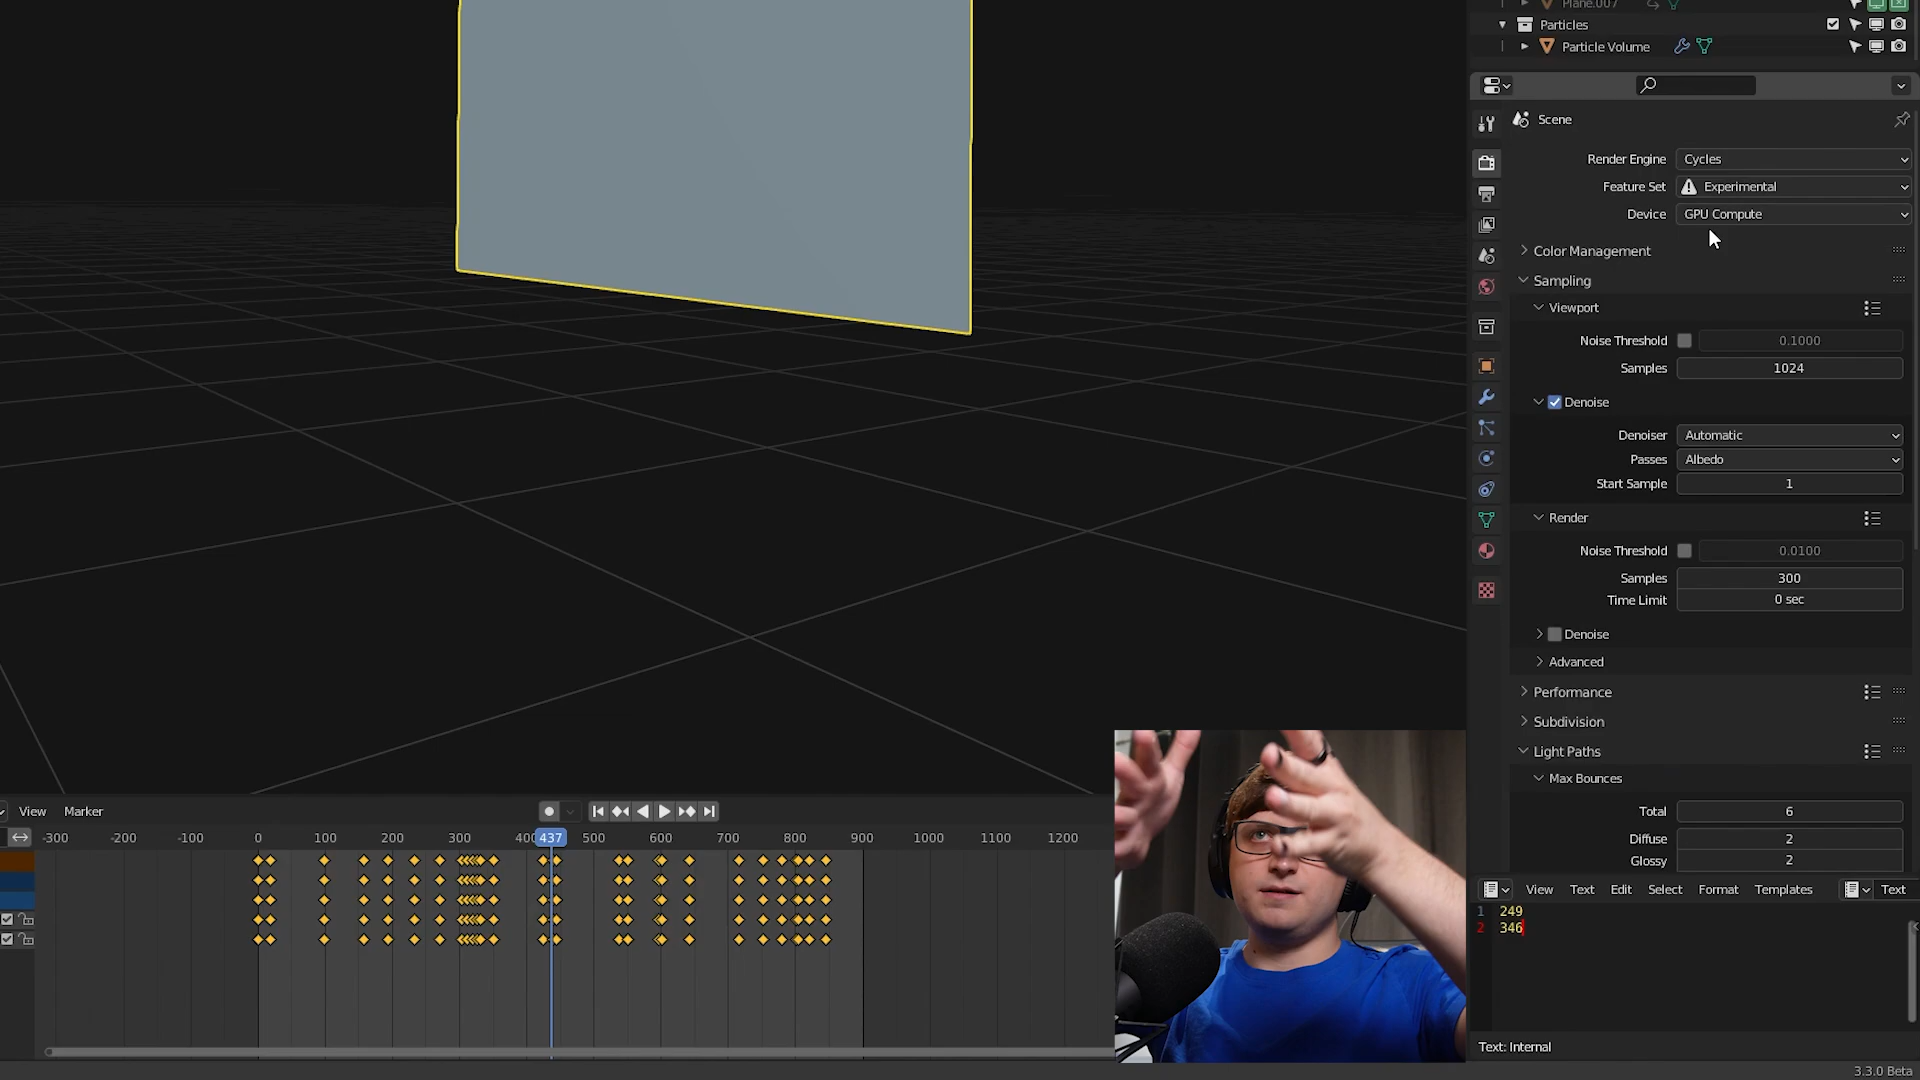 Plane.007
Particles
Particle Volume
Scene
Render Engine Cycles
Feature Set Experimental
Device GPU Compute
Color Management
Sampling
Viewport
Noise Threshold 0.1000
Samples 1024
Denoise
Denoiser Automatic
Passes Albedo
Start Sample 1
Render
Noise Threshold 0.0100
Samples 300
Time Limit 0 sec
Denoise
Advanced
Performance
Subdivision
Light Paths
Max Bounces
Total 6
Diffuse 2
Glossy 2
View Marker
-300 -200 -100 0 100 200 300 400 437 500 600 700 800 900 1000 1100 1200
View Text Edit Select Format Templates Text
1 249
2 346
Text: Internal
3.3.0 Beta